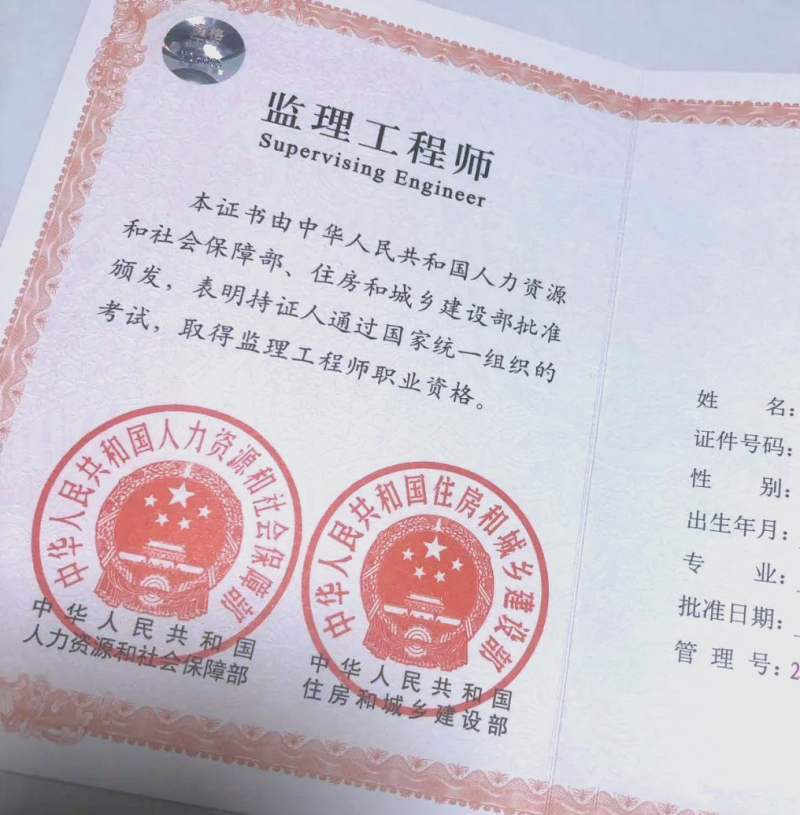 监理工程师
Supervising Engineer
本证书由中华人民共和国人力资源
和社会保障部、住房和城乡建设部批准
颁发，表明持证人通过国家统一组织的
考试，取得监理工程师职业资格。
中华人民共和国人力资源和社会保障部
中华人民共和国住房和城乡建设部
中华人民共和国
人力资源和社会保障部
中华人民共和国
住房和城乡建设部
姓名：
证件号码：
性别：
出生年月：
专业：
批准日期：
管理号：2